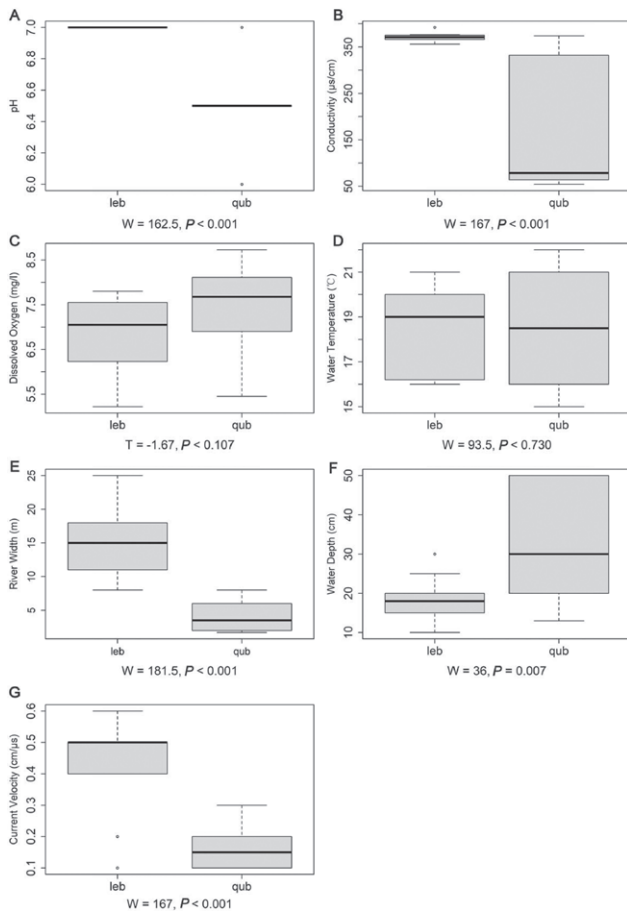 A
B
7.0
6.8
6.6
6.4
6.2
6.0
pH
leb
qub
W = 162.5, P < 0.001
350
250
150
50
Conductivity (µs/cm)
leb
qub
W = 167, P < 0.001
C
D
8.5
7.5
6.5
5.5
Dissolved Oxygen (mg/l)
leb
qub
T = -1.67, P < 0.107
21
19
17
15
Water Temperature (℃)
leb
qub
W = 93.5, P < 0.730
E
F
25
20
15
10
5
River Width (m)
leb
qub
W = 181.5, P < 0.001
50
40
30
20
10
Water Depth (cm)
leb
qub
W = 36, P = 0.007
G
0.6
0.5
0.4
0.3
0.2
0.1
Current Velocity (cm/µs)
leb
qub
W = 167, P < 0.001